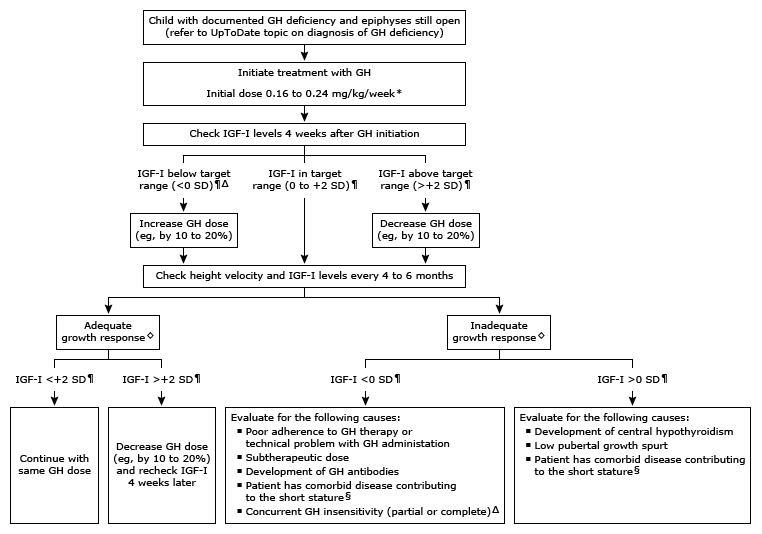 Child with documented GH deficiency and epiphyses still open
(refer to UpToDate topic on diagnosis of GH deficiency)
Initiate treatment with GH
Initial dose 0.16 to 0.24 mg/kg/week*
Check IGF-I levels 4 weeks after GH initiation
IGF-I below target
range (<0 SD)¶Δ
IGF-I in target
range (0 to +2 SD)¶
IGF-I above target
range (>+2 SD)¶
Increase GH dose
(eg, by 10 to 20%)
Decrease GH dose
(eg, by 10 to 20%)
Check height velocity and IGF-I levels every 4 to 6 months
Adequate
growth response◇
Inadequate
growth response◇
IGF-I <+2 SD¶
IGF-I >+2 SD¶
IGF-I <0 SD¶
IGF-I >0 SD¶
Continue with
same GH dose
Decrease GH dose
(eg, by 10 to 20%)
and recheck IGF-I
4 weeks later
Evaluate for the following causes:
▪ Poor adherence to GH therapy or
technical problem with GH administation
▪ Subtherapeutic dose
▪ Development of GH antibodies
▪ Patient has comorbid disease contributing
to the short stature§
▪ Concurrent GH insensitivity (partial or complete)Δ
Evaluate for the following causes:
▪ Development of central hypothyroidism
▪ Low pubertal growth spurt
▪ Patient has comorbid disease contributing
to the short stature§